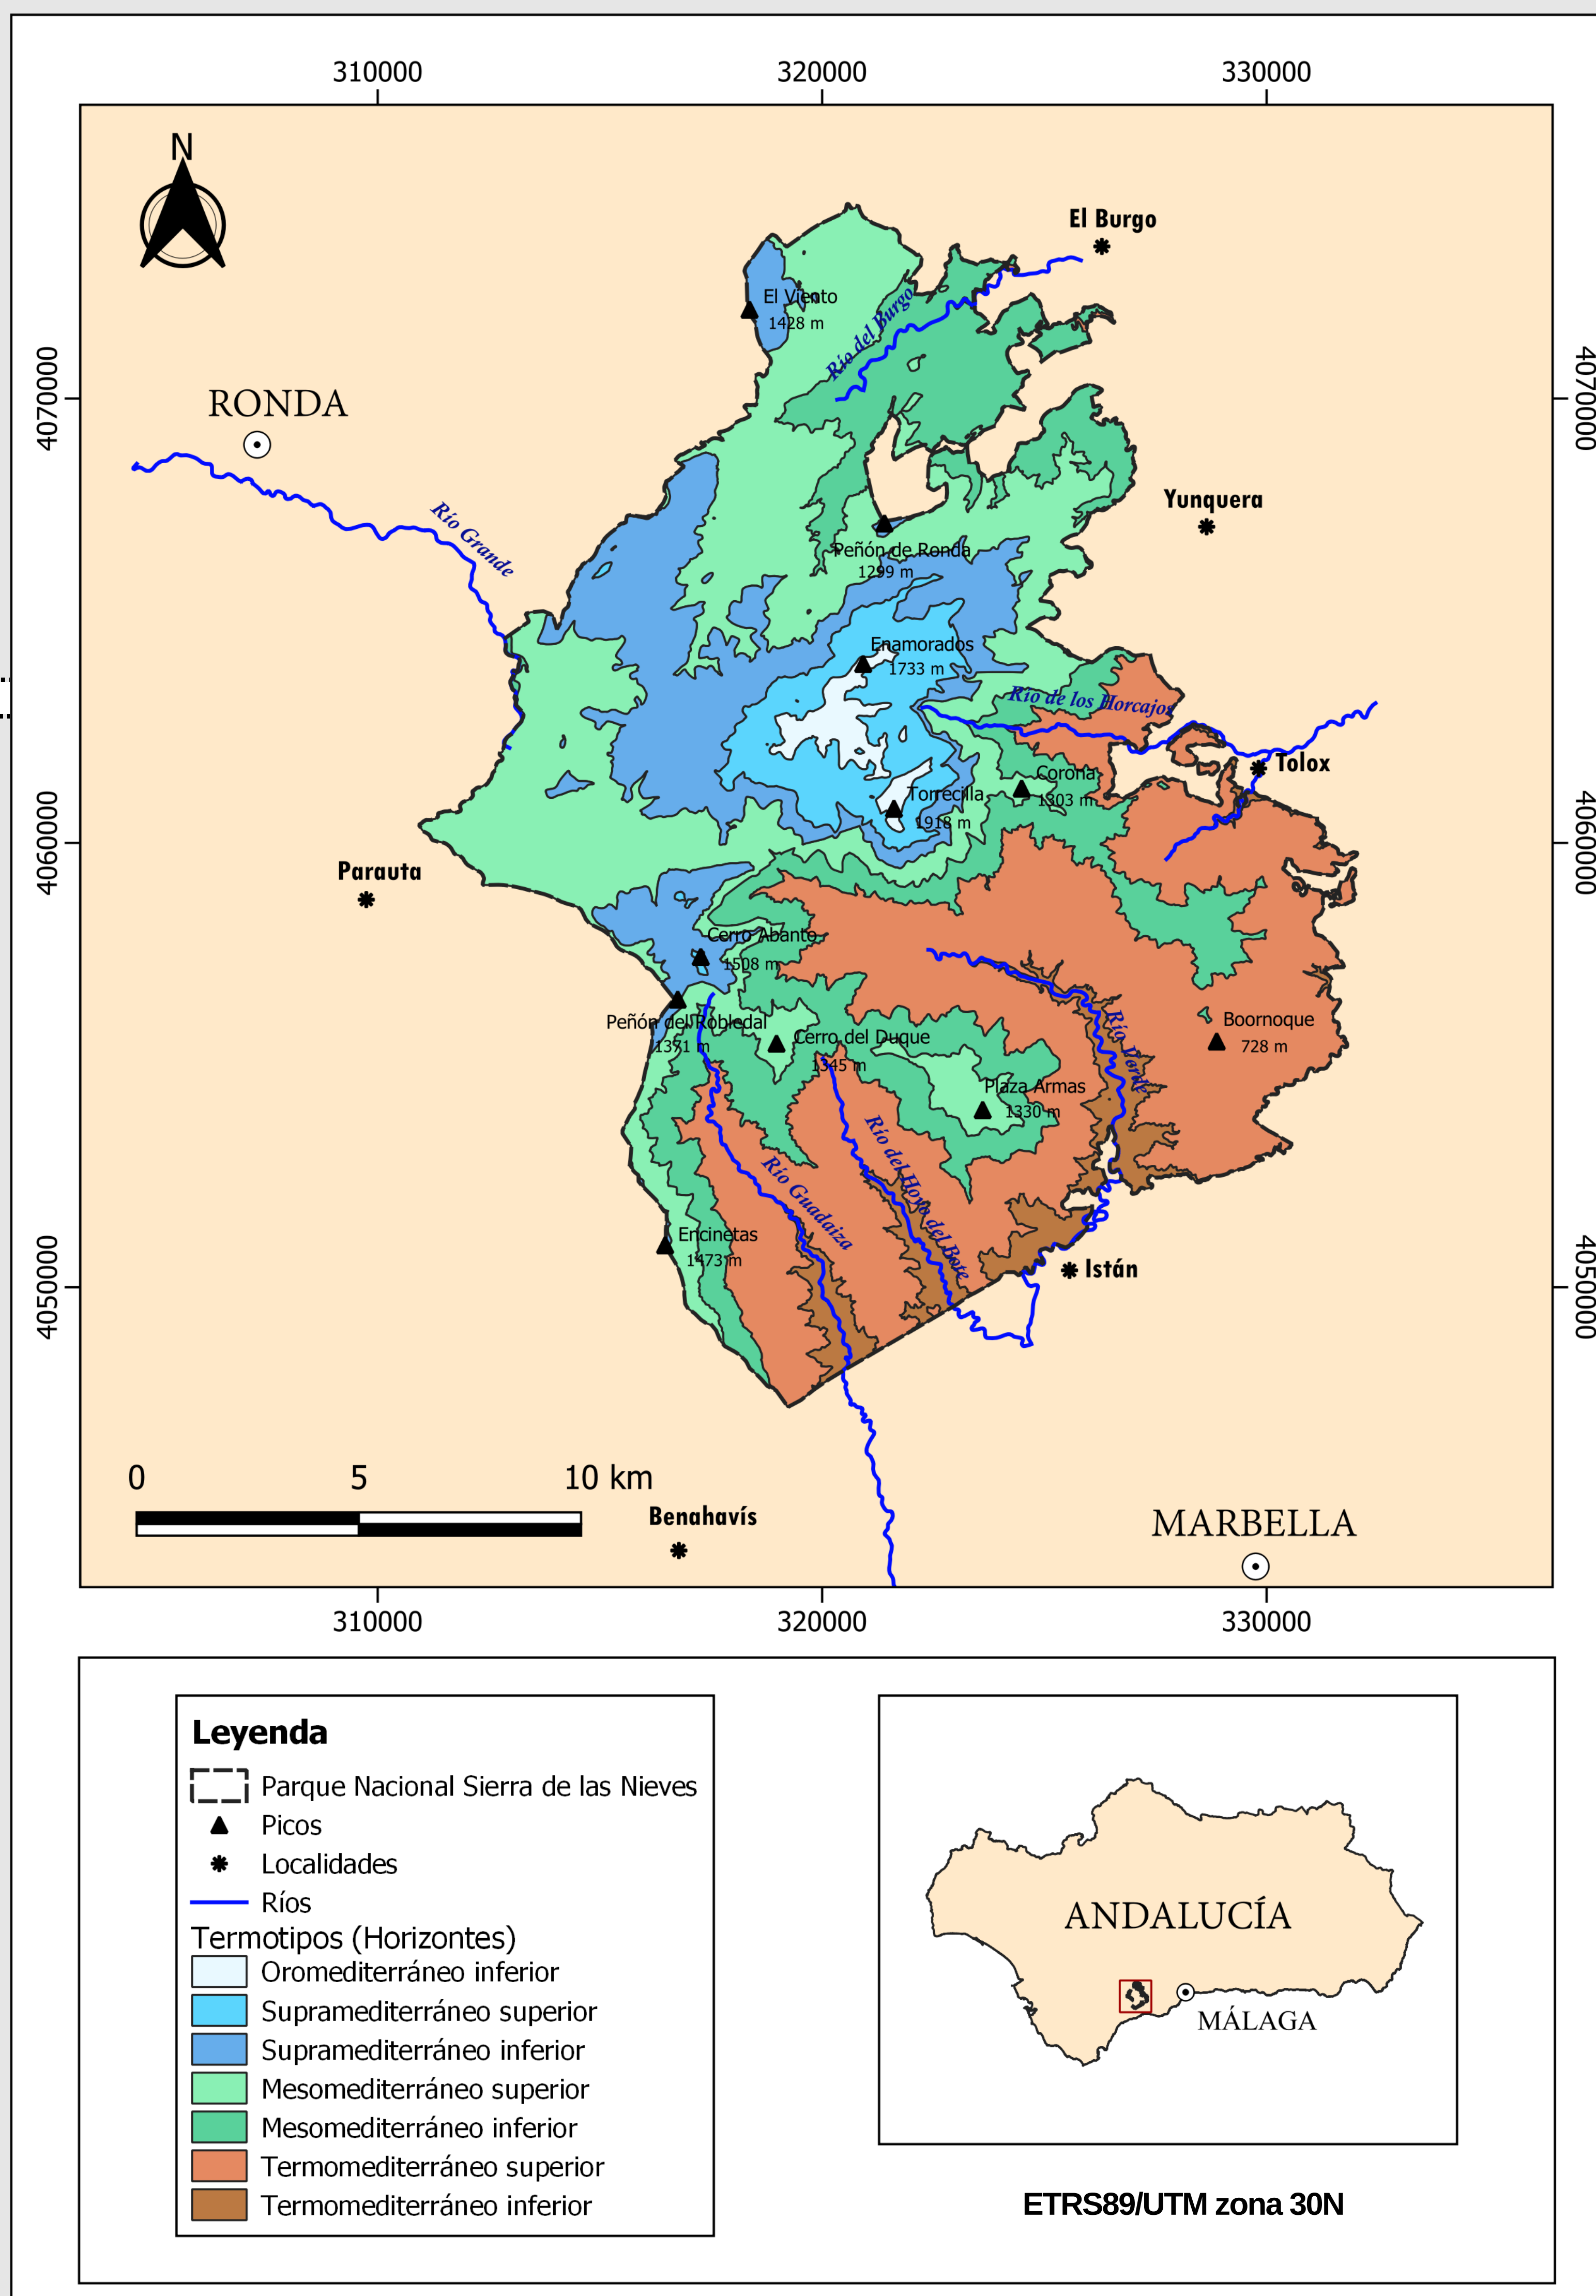 310000
320000
330000
N
El Burgo
El Viento
1428 m
Río del Burgo
4070000
4070000
RONDA
Yunquera
Río Grande
Peñón de Ronda
1299 m
Enamorados
1733 m
Río de los Horcajos
Tolox
Corona
1303 m
Torrecilla
1918 m
4060000
4060000
Parauta
Cerro Abanto
1508 m
Peñón del Robledal
1371 m
Cerro del Duque
1345 m
Río Verde
Boornoque
728 m
Plaza Armas
1330 m
Río del Hoyo del Bote
Río Guadaiza
Encinetas
1473 m
Istán
4050000
4050000
0 5 10 km
Benahavís
MARBELLA
310000
320000
330000
Leyenda
Parque Nacional Sierra de las Nieves
Picos
Localidades
Ríos
Termotipos (Horizontes)
Oromediterráneo inferior
Supramediterráneo superior
Supramediterráneo inferior
Mesomediterráneo superior
Mesomediterráneo inferior
Termomediterráneo superior
Termomediterráneo inferior
ANDALUCÍA
MÁLAGA
ETRS89/UTM zona 30N